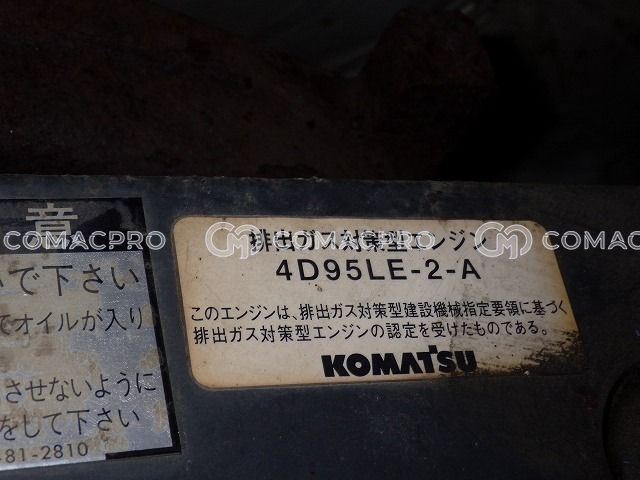 意
で下さい
てオイルが入り
させないように
をして下さい
81-2810
排出ガス対策型エンジン
4D95LE-2-A
このエンジンは、排出ガス対策型建設機械指定要領に基づく
排出ガス対策型エンジンの認定を受けたものである。
KOMATSU
COMACPRO
COMACPRO
COMACPRO